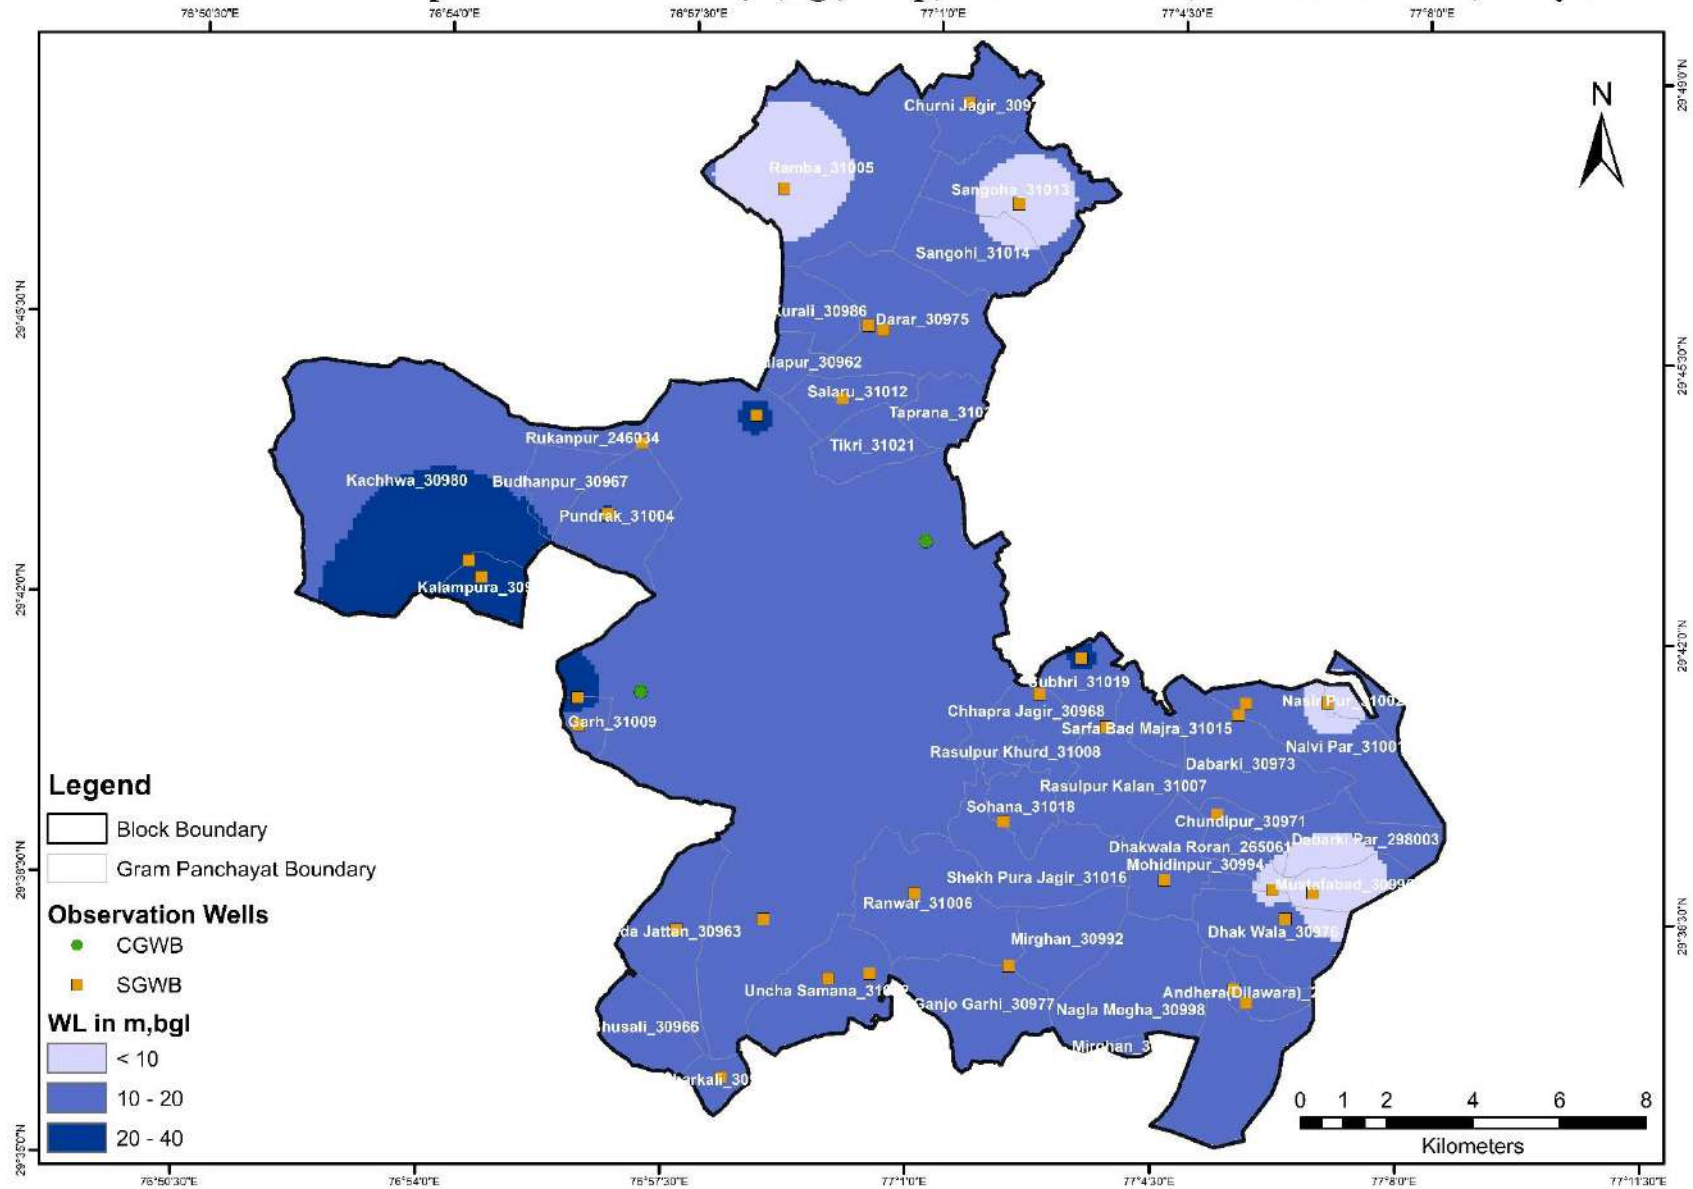 76°50'30"E 76°54'0"E 76°57'30"E 77°1'0"E 77°4'30"E 77°8'0"E
29°49'0"N
N
Churni Jagir_309
Ramba_31005
Sangoha_31013
Sangohi_31014
29°45'30"N
Kurali_30986
Darar_30975
29°45'30"N
lapur_30962
Salaru_31012
Taprana_310
Tikri_31021
Rukanpur_246034
Kachhwa_30980
Budhanpur_30967
Pundrak_31004
Kalampura_309
29°42'0"N
29°42'0"N
Subhri_31019
Nasir Pur_31002
Chhapra Jagir_30968
Garh_31009
Sarfa Bad Majra_31015
Nalvi Par_31001
Rasulpur Khurd_31008
Dabarki_30973
Rasulpur Kalan_31007
Sohana_31018
Chundipur_30971
Dabarki Par_298003
Dhakwala Roran_265061
Mohidinpur_30994
Shekh Pura Jagir_31016
Mustafabad_3099
29°38'30"N
Ranwar_31006
29°38'30"N
da Jattan_30963
Dhak Wala_30976
Mirghan_30992
Uncha Samana_310
Andhera(Dilawara)_
Ganjo Garhi_30977
Nagla Megha_30998
husali_30966
Mirghan_3
arkali_30
Legend
Block Boundary
Gram Panchayat Boundary
Observation Wells
CGWB
SGWB
WL in m,bgl
< 10
10 - 20
20 - 40
0 1 2 4 6 8
Kilometers
29°35'0"N
76°50'30"E 76°54'0"E 76°57'30"E 77°1'0"E 77°4'30"E 77°8'0"E 77°11'30"E